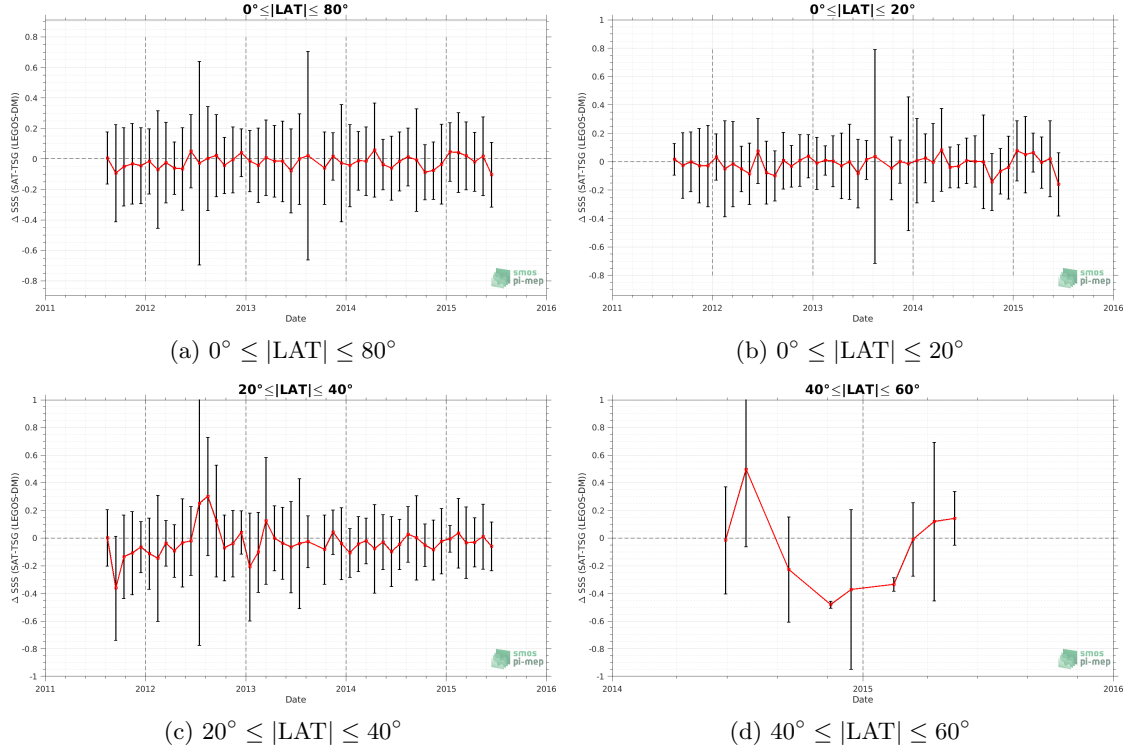 0°≤|LAT|≤ 80°
Δ SSS (SAT-TSG (LEGOS-DM))
0.8
0.6
0.4
0.2
0
-0.2
-0.4
-0.6
-0.8
2011
2012
2013
2014
2015
2016
Date
smos
pi-mep
(a) 0° ≤ |LAT| ≤ 80°
0°≤|LAT|≤ 20°
Δ SSS (SAT-TSG (LEGOS-DM))
1
0.8
0.6
0.4
0.2
0
-0.2
-0.4
-0.6
-0.8
2011
2012
2013
2014
2015
2016
Date
smos
pi-mep
(b) 0° ≤ |LAT| ≤ 20°
20°≤|LAT|≤ 40°
Δ SSS (SAT-TSG (LEGOS-DM))
1
0.8
0.6
0.4
0.2
0
-0.2
-0.4
-0.6
-0.8
-1
2011
2012
2013
2014
2015
2016
Date
smos
pi-mep
(c) 20° ≤ |LAT| ≤ 40°
40°≤|LAT|≤ 60°
Δ SSS (SAT-TSG (LEGOS-DM))
1
0.8
0.6
0.4
0.2
0
-0.2
-0.4
-0.6
-0.8
-1
2014
2015
2016
Date
smos
pi-mep
(d) 40° ≤ |LAT| ≤ 60°